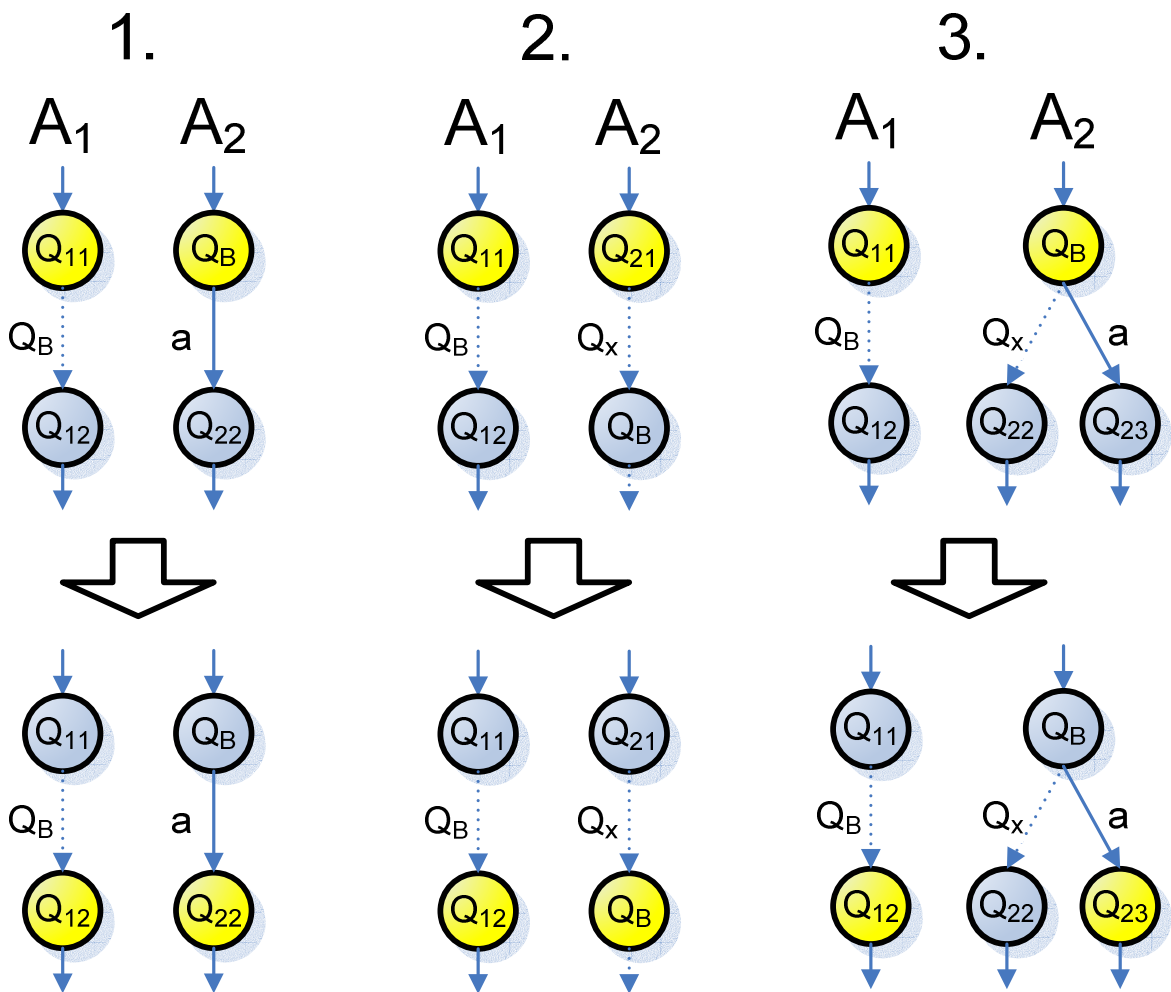 1. 2. 3.
A1 A2 A1 A2 A1 A2
Q11 QB Q11 Q21 Q11 QB
QB a QB Qx QB Qx a
Q12 Q22 Q12 QB Q12 Q22 Q23
Q11 QB Q11 Q21 Q11 QB
QB a QB Qx QB Qx a
Q12 Q22 Q12 QB Q12 Q22 Q23